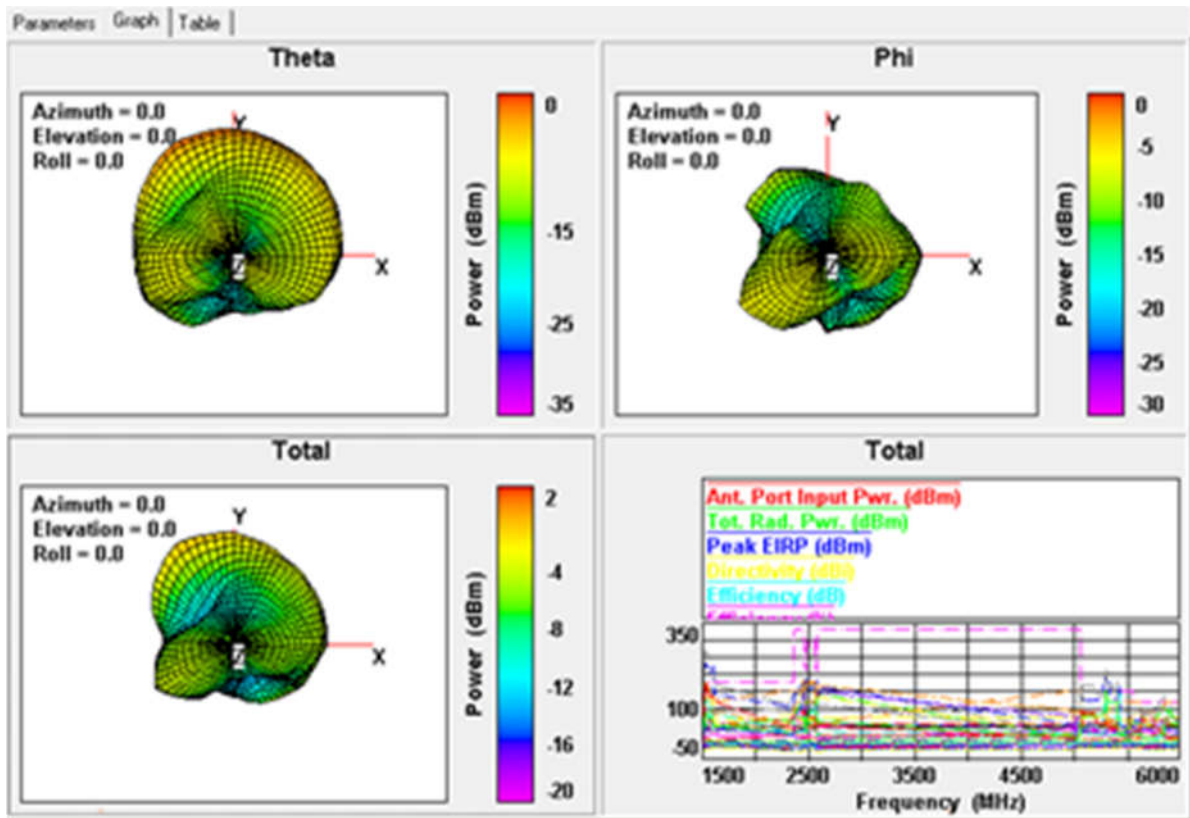 Parameters Graph Table
Theta
Azimuth = 0.0
Elevation = 0.0
Roll = 0.0
Y
X
Z
Power (dBm)
0
-15
-25
-35
Phi
Azimuth = 0.0
Elevation = 0.0
Roll = 0.0
Y
X
Z
Power (dBm)
0
-5
-10
-15
-20
-25
-30
Total
Azimuth = 0.0
Elevation = 0.0
Roll = 0.0
Y
X
Z
Power (dBm)
2
-4
-8
-12
-16
-20
Total
Ant. Port Input Pwr. (dBm)
Tot. Rad. Pwr. (dBm)
Peak EIRP (dBm)
Directivity (dBi)
Efficiency (dB)
350
100
-50
1500 2500 3500 4500 6000
Frequency (MHz)